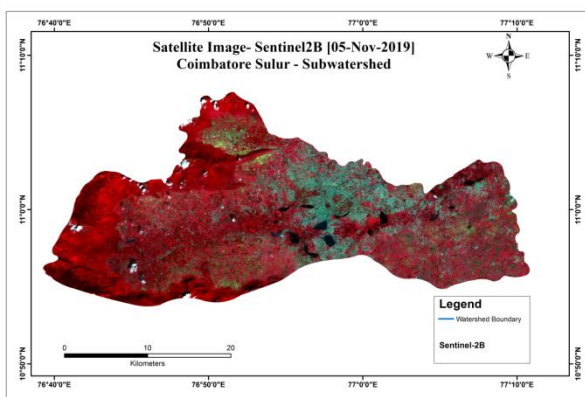 76°40'0"E 76°50'0"E 77°0'0"E 77°10'0"E
Satellite Image- Sentinel2B [05-Nov-2019]
Coimbatore Sulur - Subwatershed
N
W E
S
11°10'0"N 11°10'0"N
11°0'0"N 11°0'0"N
10°50'0"N 10°50'0"N
Legend
Watershed Boundary
Sentinel-2B
0 10 20
Kilometers
76°40'0"E 76°50'0"E 77°0'0"E 77°10'0"E